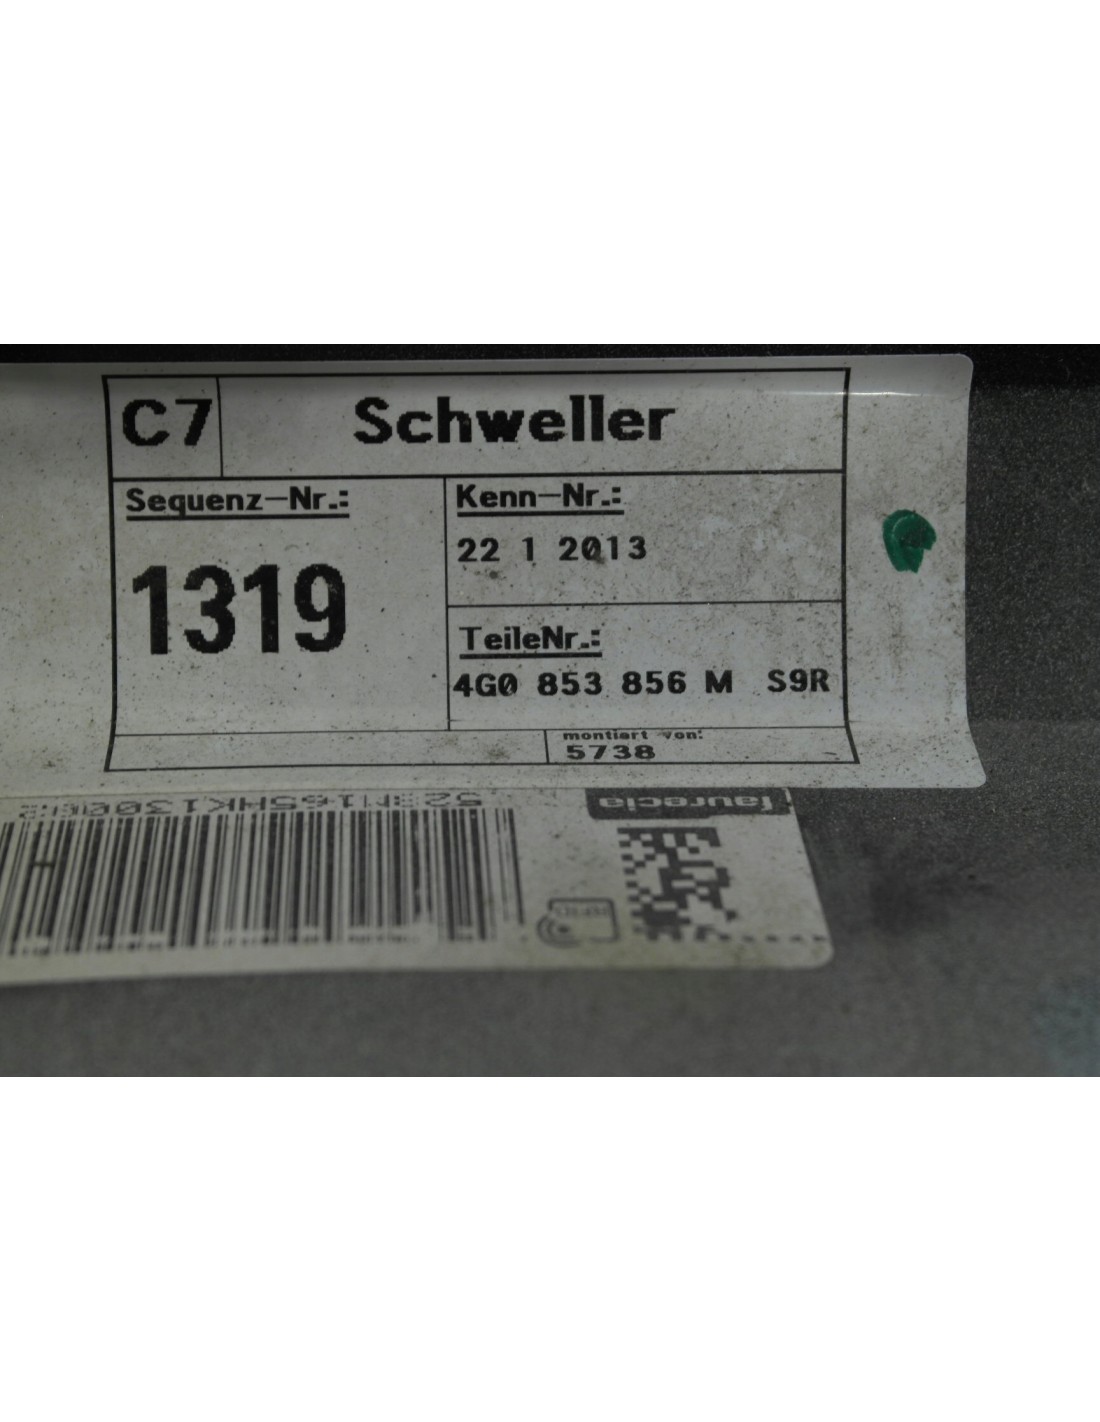 C7 Schweller
Sequenz-Nr.:
1319
Kenn-Nr.:
22 1 2013
TeileNr.:
4G0 853 856 M S9R
montiert von:
5738
faurecia